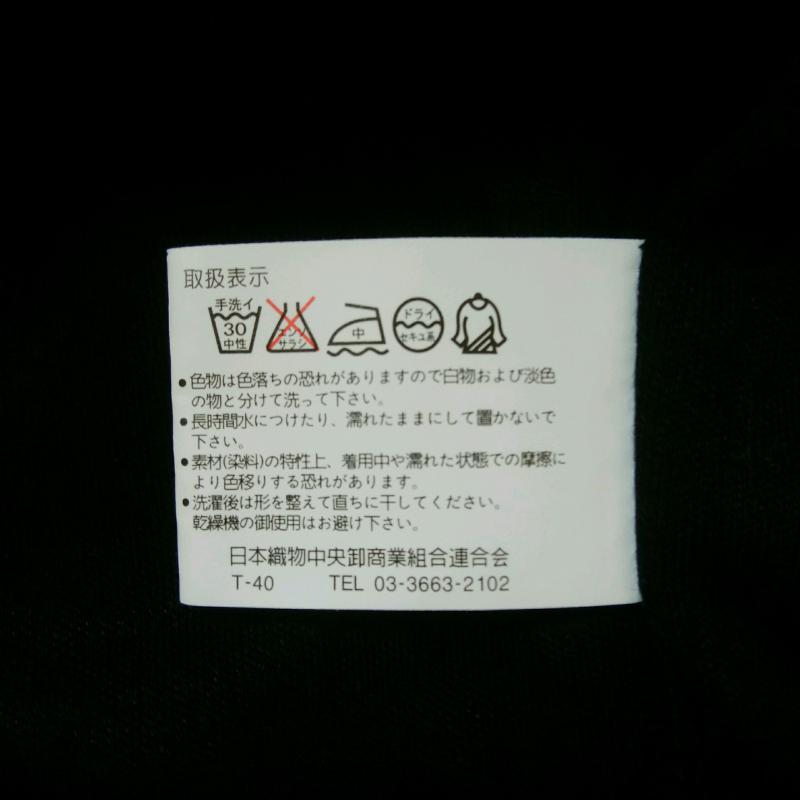 取扱表示
手洗イ
30
中性
エンソ
サラシ
中
ドライ
セキユ系
●色物は色落ちの恐れがありますので白物および淡色
の物と分けて洗って下さい。
●長時間水につけたり、濡れたままにして置かないで
下さい。
●素材(染料)の特性上、着用中や濡れた状態での摩擦に
より色移りする恐れがあります。
●洗濯後は形を整えて直ちに干してください。
乾燥機の御使用はお避け下さい。
日本織物中央卸商業組合連合会
T-40 TEL 03-3663-2102